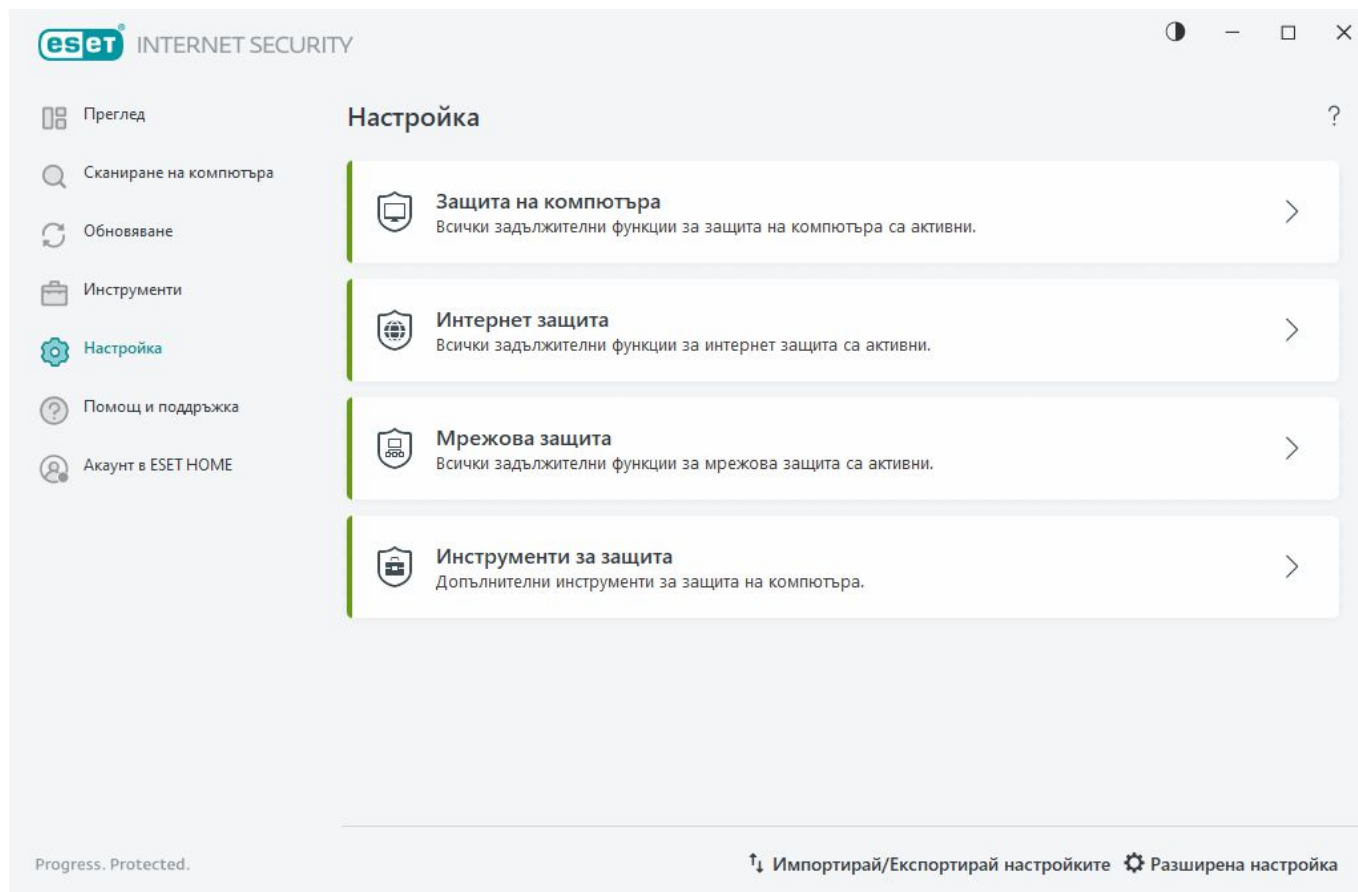 eset® INTERNET SECURITY
Преглед
Сканиране на компютъра
Обновяване
Инструменти
Настройка
Помощ и поддръжка
Акаунт в ESET HOME
Настройка
?
Защита на компютъра
Всички задължителни функции за защита на компютъра са активни.
Интернет защита
Всички задължителни функции за интернет защита са активни.
Мрежова защита
Всички задължителни функции за мрежова защита са активни.
Инструменти за защита
Допълнителни инструменти за защита на компютъра.
Progress. Protected.
Импортирай/Експортирай настройките Разширена настройка